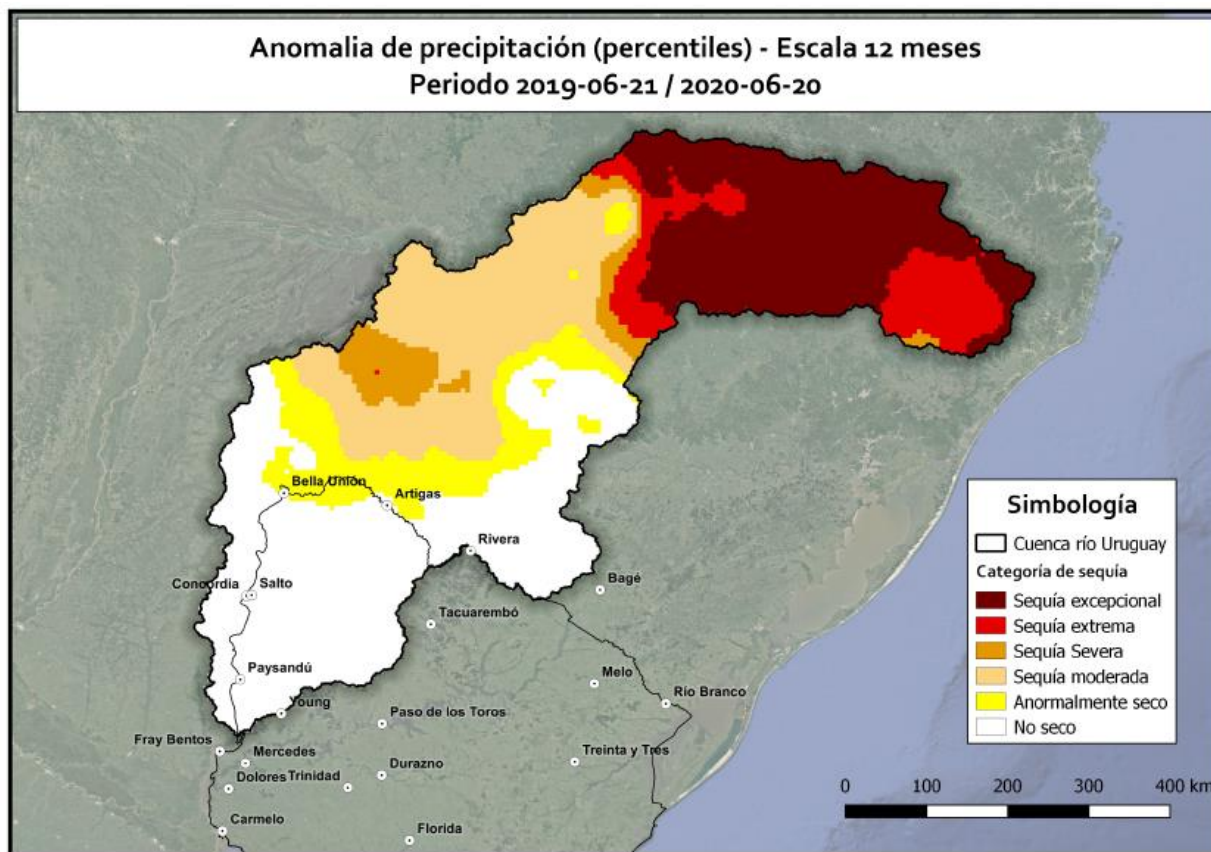 Anomalia de precipitación (percentiles) - Escala 12 meses
Periodo 2019-06-21 / 2020-06-20
Bella Unión
Artigas
Rivera
Concordia
Salto
Bagé
Tacuarembó
Paysandú
Melo
Río Branco
Young
Paso de los Toros
Fray Bentos
Mercedes
Treinta y Trés
Dolores
Trinidad
Durazno
Carmelo
Florida
Simbología
Cuenca río Uruguay
Categoría de sequía
Sequía excepcional
Sequía extrema
Sequía Severa
Sequía moderada
Anormalmente seco
No seco
0 100 200 300 400 km